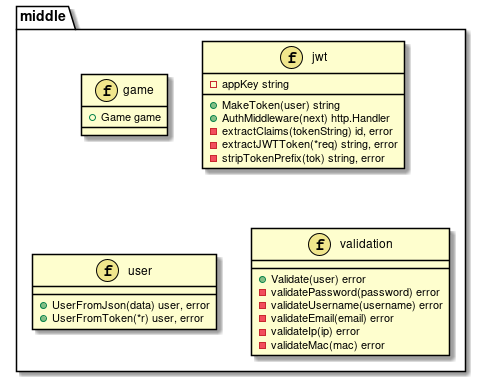 middle
f game
Game game
f jwt
appKey string
MakeToken(user) string
AuthMiddleware(next) http.Handler
extractClaims(tokenString) id, error
extractJWTToken(*req) string, error
stripTokenPrefix(tok) string, error
f user
UserFromJson(data) user, error
UserFromToken(*r) user, error
f validation
Validate(user) error
validatePassword(password) error
validateUsername(username) error
validateEmail(email) error
validateIp(ip) error
validateMac(mac) error